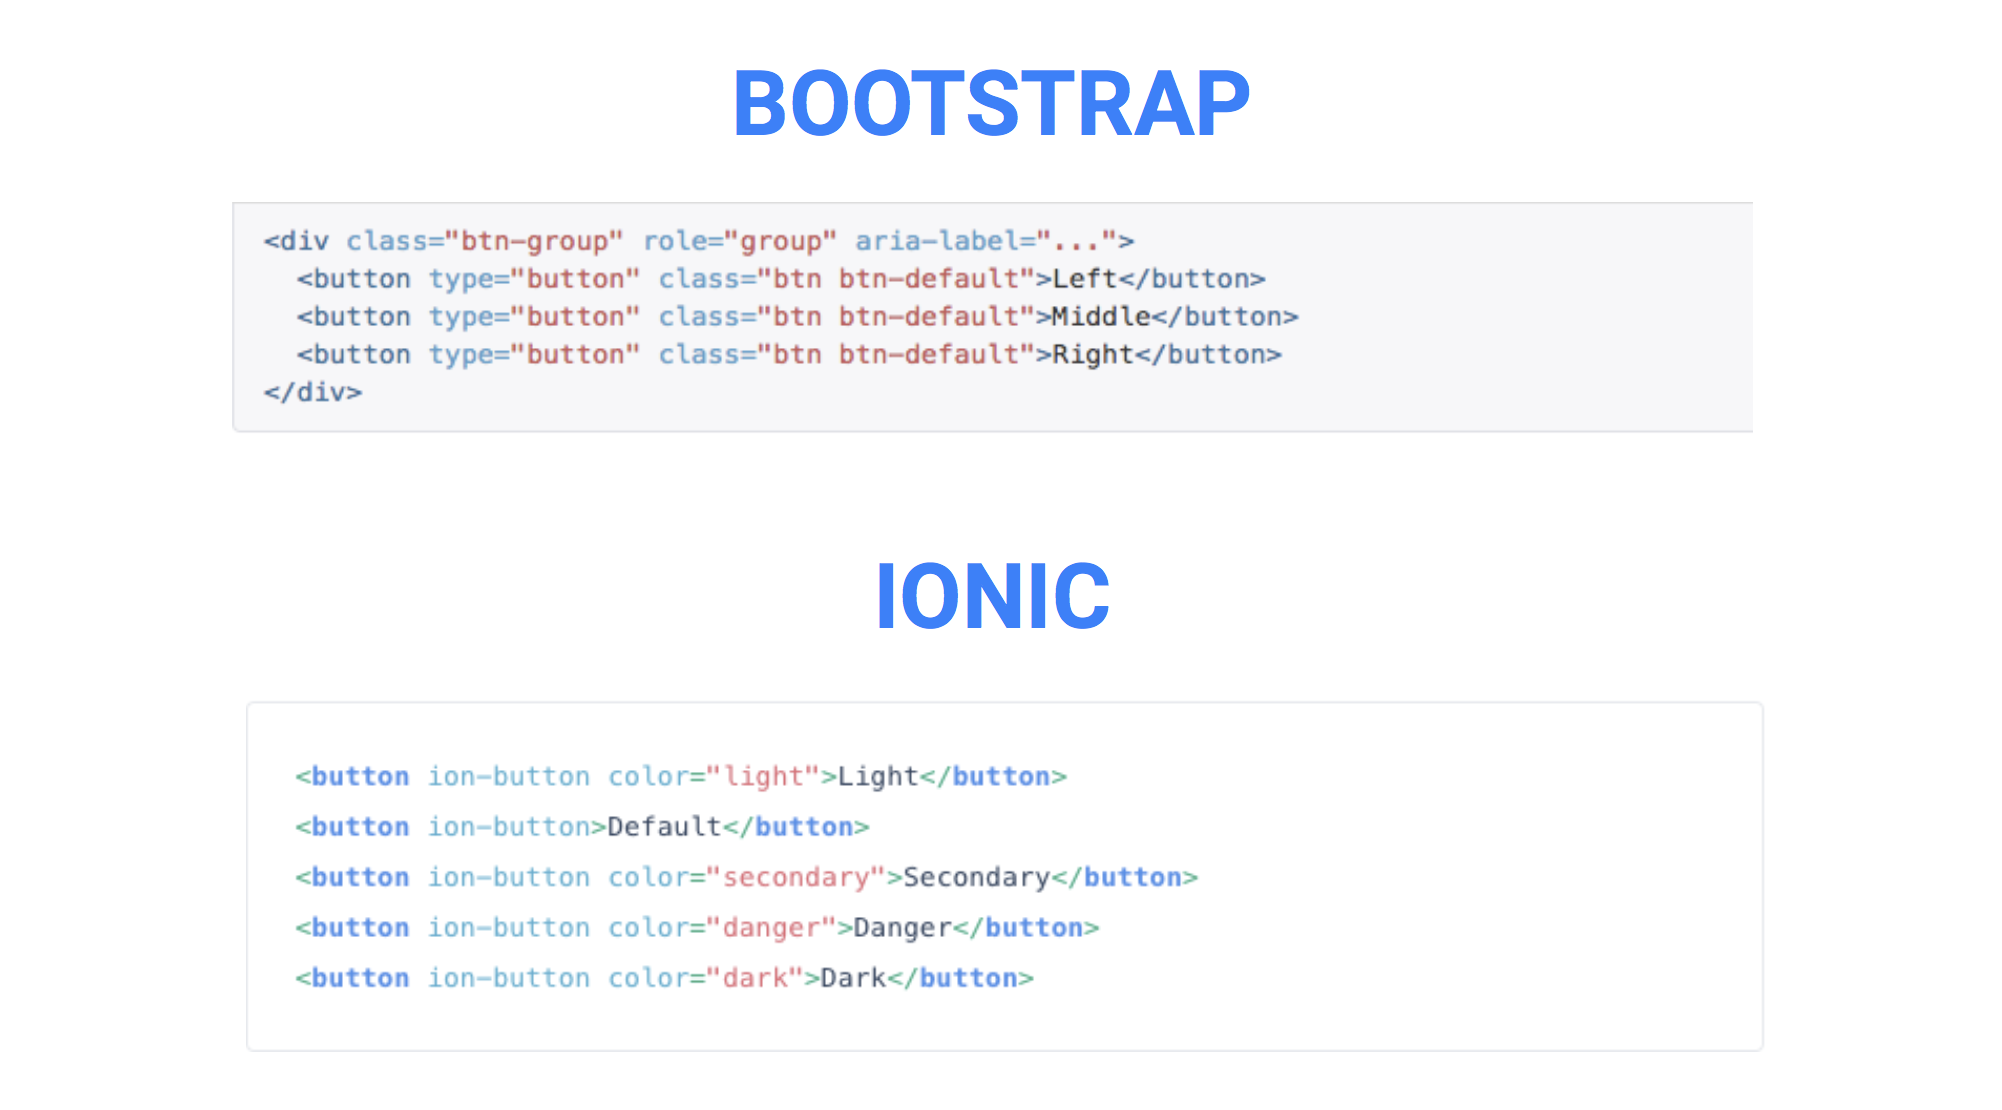 BOOTSTRAP
<div class="btn-group" role="group" aria-label="...">
  <button type="button" class="btn btn-default">Left</button>
  <button type="button" class="btn btn-default">Middle</button>
  <button type="button" class="btn btn-default">Right</button>
</div>
IONIC
<button ion-button color="light">Light</button>
<button ion-button>Default</button>
<button ion-button color="secondary">Secondary</button>
<button ion-button color="danger">Danger</button>
<button ion-button color="dark">Dark</button>